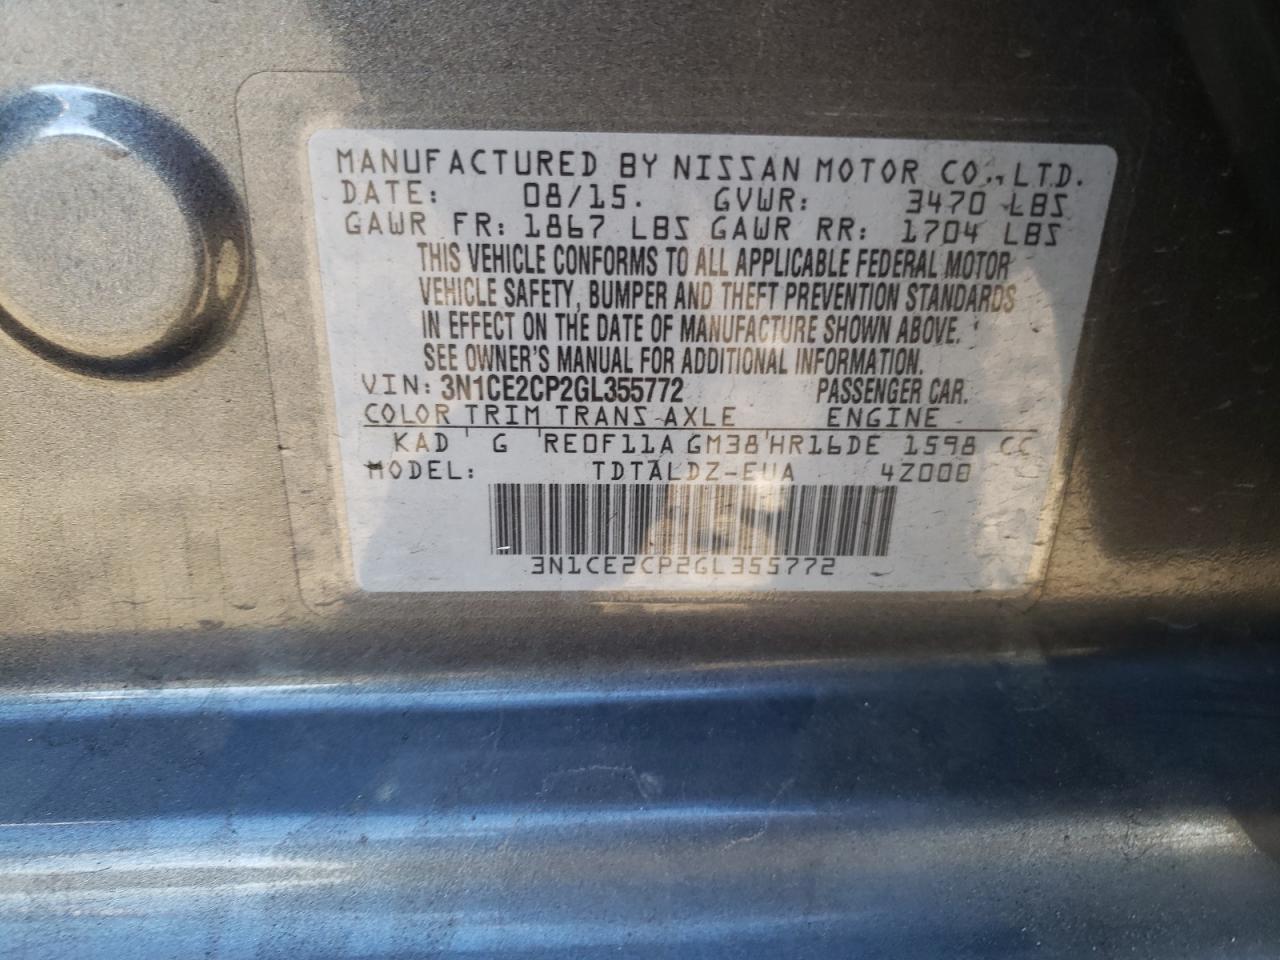 MANUFACTURED BY NISSAN MOTOR CO., LTD.
DATE: 08/15. GVWR: 3470 LBS
GAWR FR: 1867 LBS GAWR RR: 1704 LBS
THIS VEHICLE CONFORMS TO ALL APPLICABLE FEDERAL MOTOR
VEHICLE SAFETY, BUMPER AND THEFT PREVENTION STANDARDS
IN EFFECT ON THE DATE OF MANUFACTURE SHOWN ABOVE.
SEE OWNER'S MANUAL FOR ADDITIONAL INFORMATION.
VIN: 3N1CE2CP2GL355772 PASSENGER CAR.
COLOR TRIM TRANS AXLE ENGINE
KAD G RE0F11A GM38 HR16DE 1598 CC
MODEL: TDTALDZ-EUA 4Z000
3N1CE2CP2GL355772